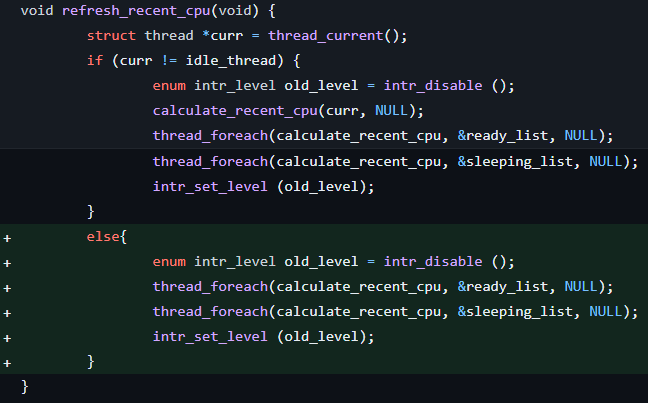 void refresh_recent_cpu(void) {
        struct thread *curr = thread_current();
        if (curr != idle_thread) {
                enum intr_level old_level = intr_disable ();
                calculate_recent_cpu(curr, NULL);
                thread_foreach(calculate_recent_cpu, &ready_list, NULL);
                thread_foreach(calculate_recent_cpu, &sleeping_list, NULL);
                intr_set_level (old_level);
        }
+        else{
+                enum intr_level old_level = intr_disable ();
+                thread_foreach(calculate_recent_cpu, &ready_list, NULL);
+                thread_foreach(calculate_recent_cpu, &sleeping_list, NULL);
+                intr_set_level (old_level);
+        }
}